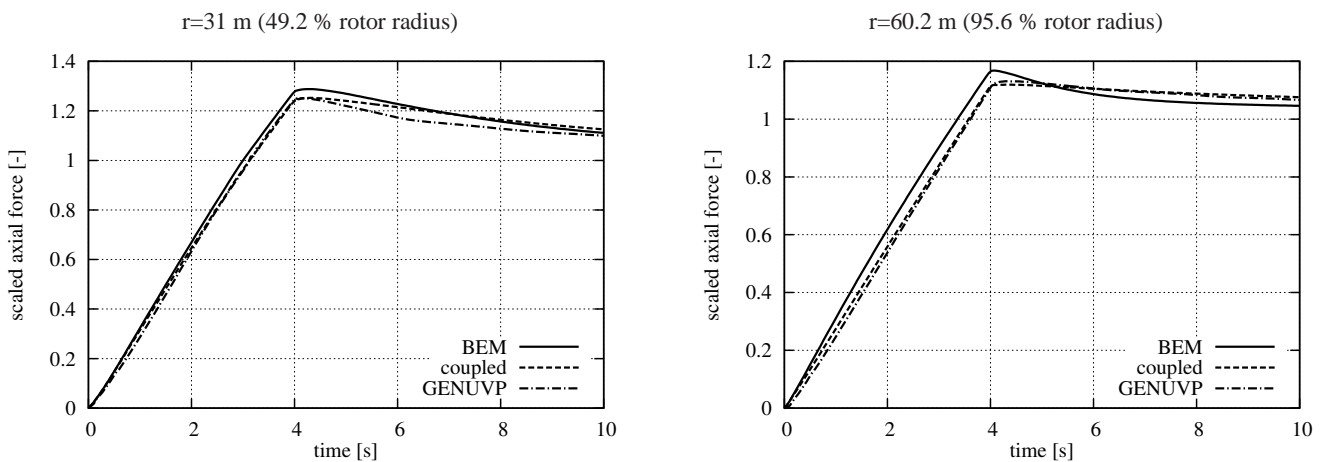 r=31 m (49.2 % rotor radius)
1.4
1.2
1
0.8
0.6
0.4
0.2
0
scaled axial force [-]
BEM
coupled
GENUVP
0 2 4 6 8 10
time [s]
r=60.2 m (95.6 % rotor radius)
1.2
1
0.8
0.6
0.4
0.2
0
scaled axial force [-]
BEM
coupled
GENUVP
0 2 4 6 8 10
time [s]